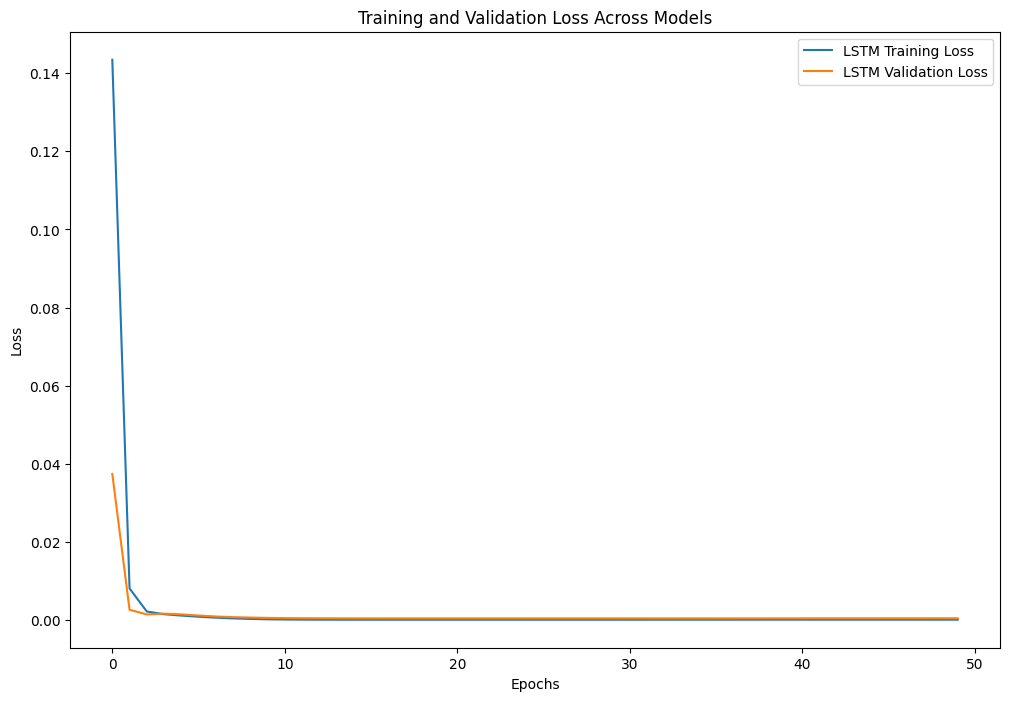 Training and Validation Loss Across Models
LSTM Training Loss
LSTM Validation Loss
0.14
0.12
0.10
0.08
0.06
0.04
0.02
0.00
Loss
0 10 20 30 40 50
Epochs